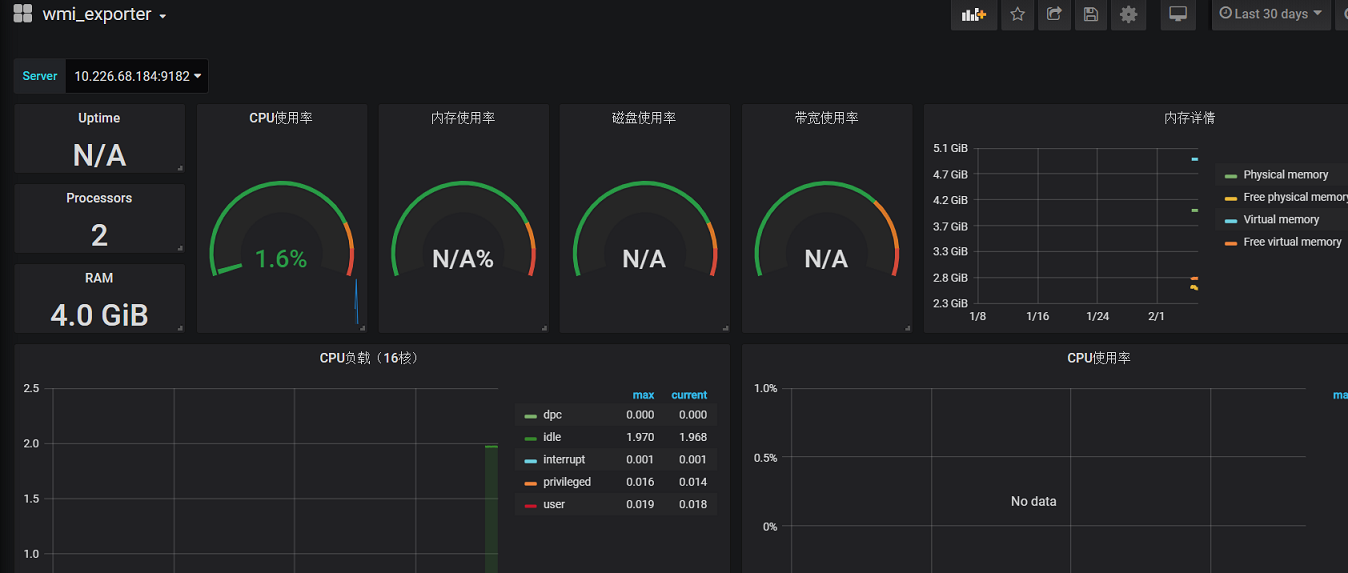 wmi_exporter
Last 30 days
Server
10.226.68.184:9182
Uptime
N/A
Processors
2
RAM
4.0 GiB
CPU使用率
1.6%
内存使用率
N/A%
磁盘使用率
N/A
带宽使用率
N/A
内存详情
5.1 GiB
4.7 GiB
4.2 GiB
3.7 GiB
3.3 GiB
2.8 GiB
2.3 GiB
1/8 1/16 1/24 2/1
Physical memory
Free physical memory
Virtual memory
Free virtual memory
CPU负载（16核）
2.5
2.0
1.5
1.0
max current
dpc 0.000 0.000
idle 1.970 1.968
interrupt 0.001 0.001
privileged 0.016 0.014
user 0.019 0.018
CPU使用率
1.0%
0.5%
0%
No data
ma